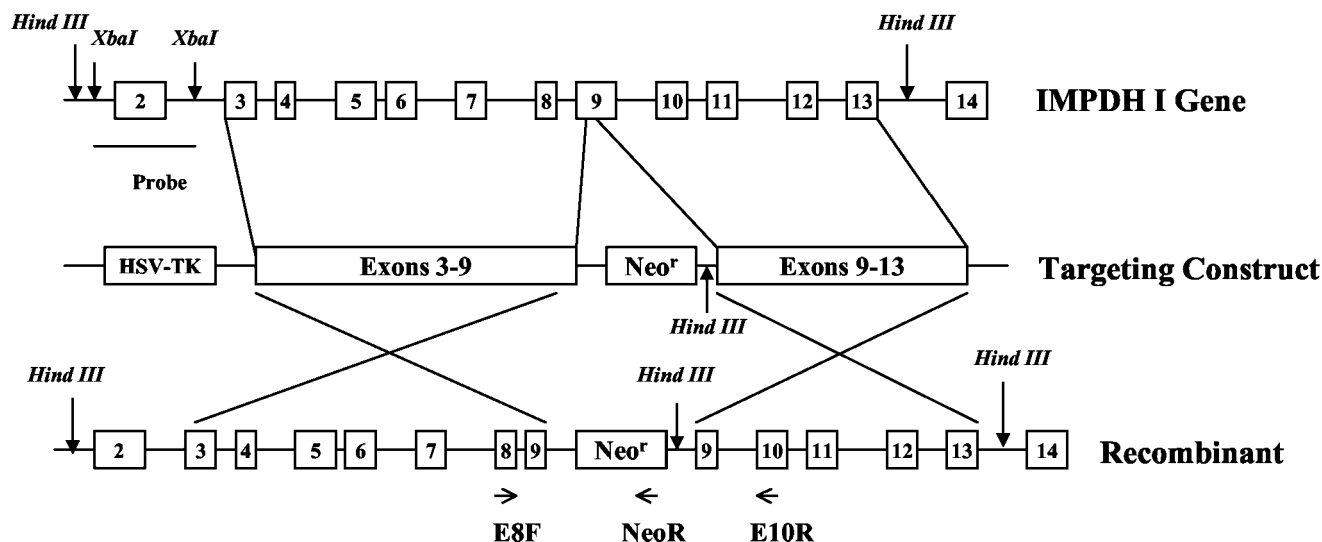 Hind III
XbaI
XbaI
Hind III
2 3 4 5 6 7 8 9 10 11 12 13 14
IMPDH I Gene
Probe
HSV-TK
Exons 3-9
Neoʳ
Exons 9-13
Targeting Construct
Hind III
Hind III
Hind III
Hind III
2 3 4 5 6 7 8 9 Neoʳ 9 10 11 12 13 14
Recombinant
E8F
NeoR
E10R